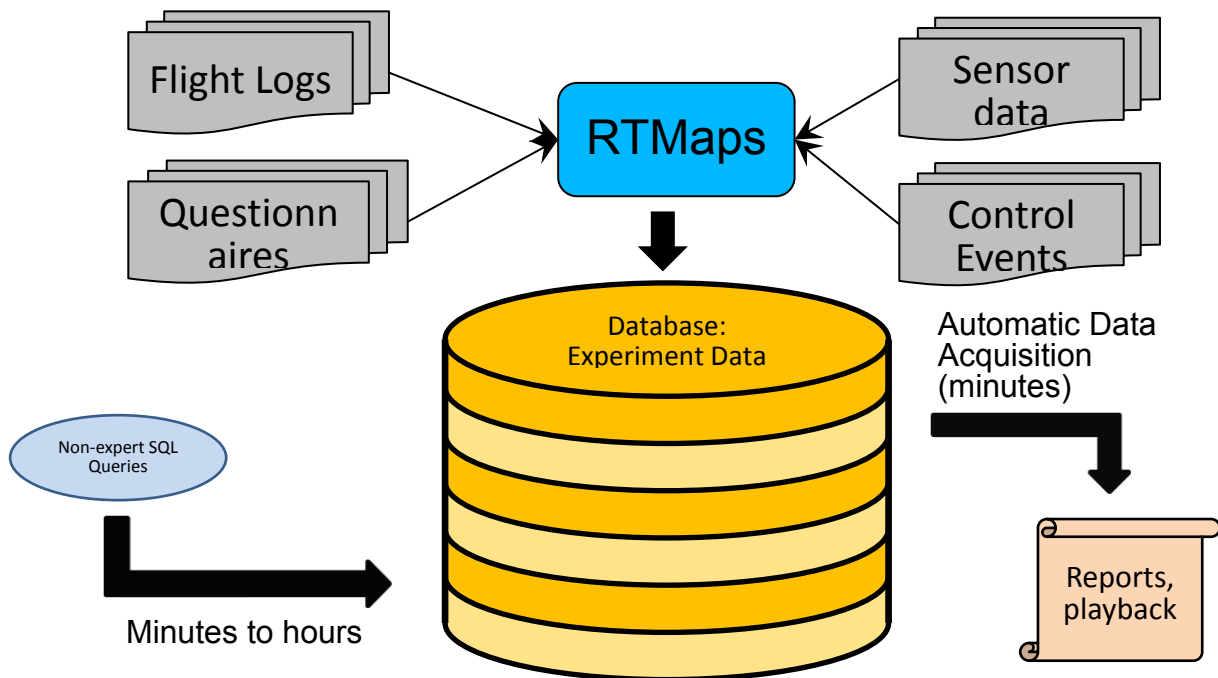 Flight Logs
Questionn
aires
RTMaps
Sensor
data
Control
Events
Database:
Experiment Data
Automatic Data
Acquisition
(minutes)
Non-expert SQL
Queries
Minutes to hours
Reports,
playback